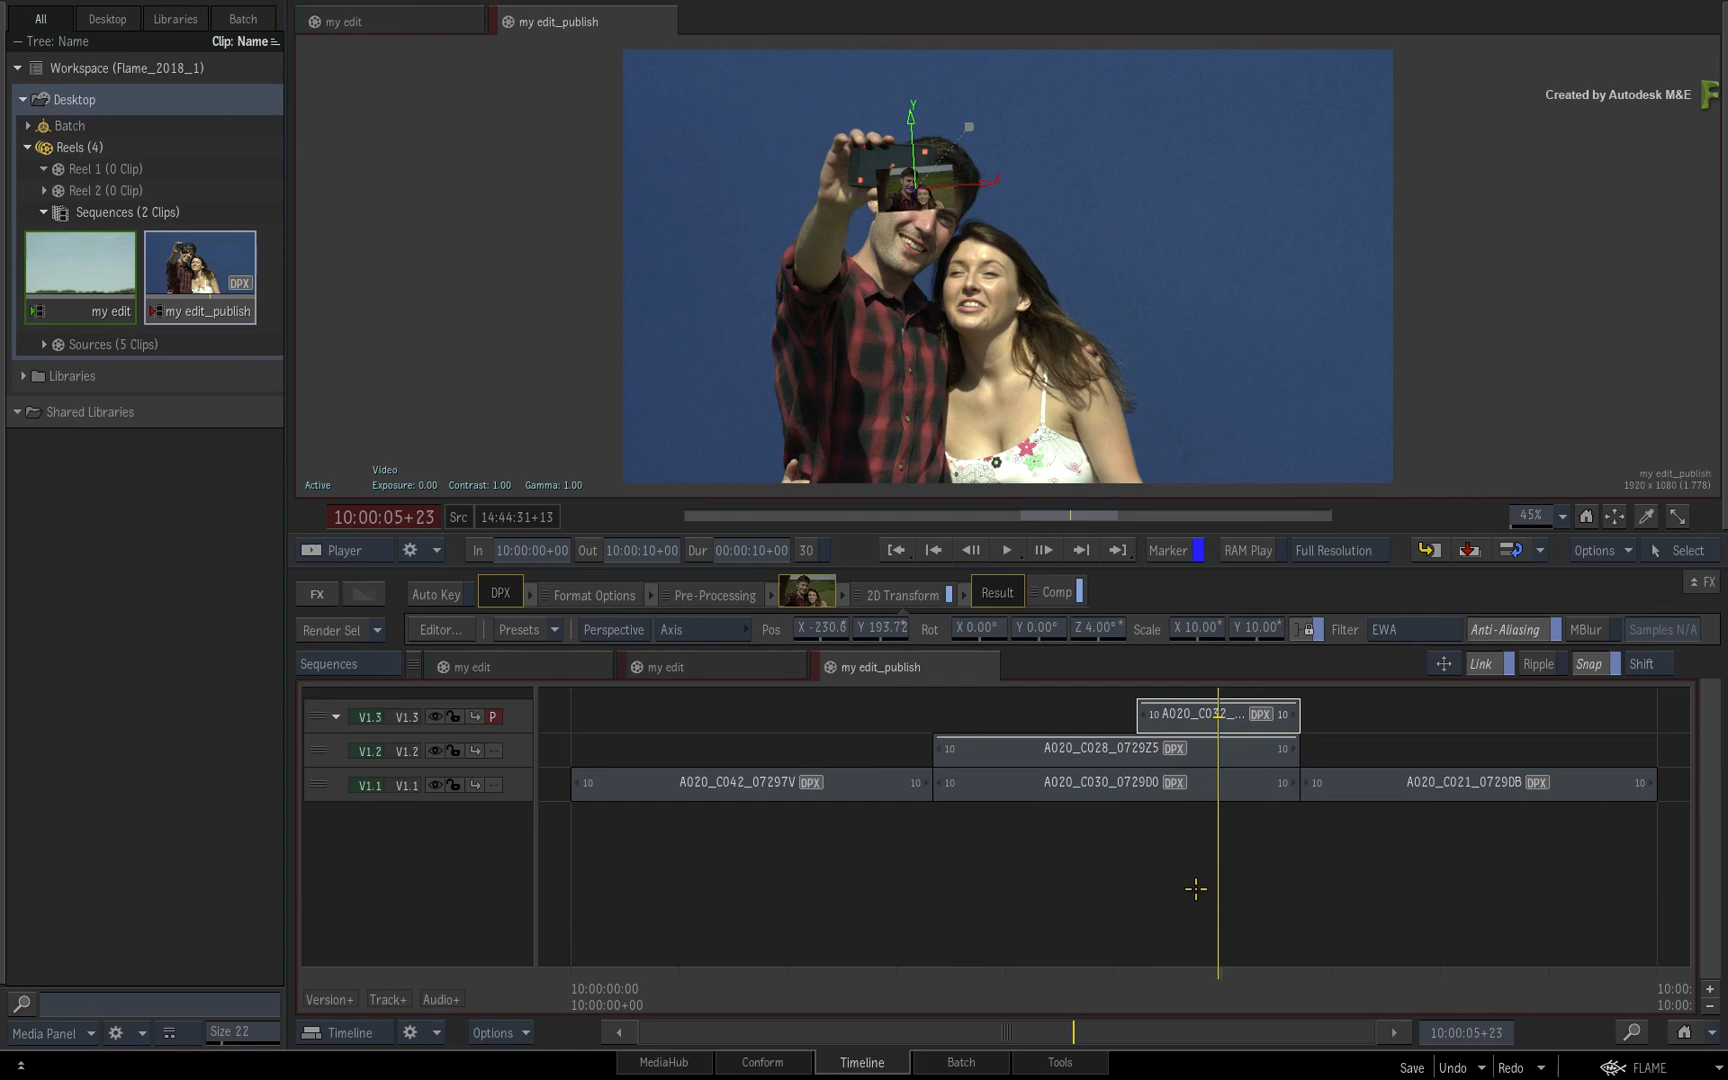 All Desktop Libraries Batch
Tree: Name Clip: Name
Workspace (Flame_2018_1)
Desktop
Batch
Reels (4)
Reel 1 (0 Clip)
Reel 2 (0 Clip)
Sequences (2 Clips)
DPX
my edit my edit_publish
Sources (5 Clips)
Libraries
Shared Libraries
my edit my edit_publish
Created by Autodesk M&E
Y
X
Video
Active Exposure: 0.00 Contrast: 1.00 Gamma: 1.00
my edit_publish
1920 x 1080 (1.778)
10:00:05+23 Src 14:44:31+13 45%
Player In 10:00:00+00 Out 10:00:10+00 Dur 00:00:10+00 30 Marker RAM Play Full Resolution Options Select
FX Auto Key DPX Format Options Pre-Processing 2D Transform Result Comp FX
Render Sel Editor... Presets Perspective Axis Pos X -230.6 Y 193.72 Rot X 0.00° Y 0.00° Z 4.00° Scale X 10.00 Y 10.00 Filter EWA Anti-Aliasing MBlur Samples N/A
Sequences my edit my edit my edit_publish Link Ripple Snap Shift
V1.3 V1.3 P 10 A020_C032_... DPX 10
V1.2 V1.2 -- 10 A020_C028_0729Z5 DPX 10
V1.1 V1.1 -- 10 A020_C042_07297V DPX 10 10 A020_C030_0729D0 DPX 10 10 A020_C021_0729DB DPX 10
10:00:00:00 10:00:
10:00:00+00 10:00:
Version+ Track+ Audio+
Media Panel Size 22 Timeline Options 10:00:05+23
MediaHub Conform Timeline Batch Tools
Save Undo Redo FLAME